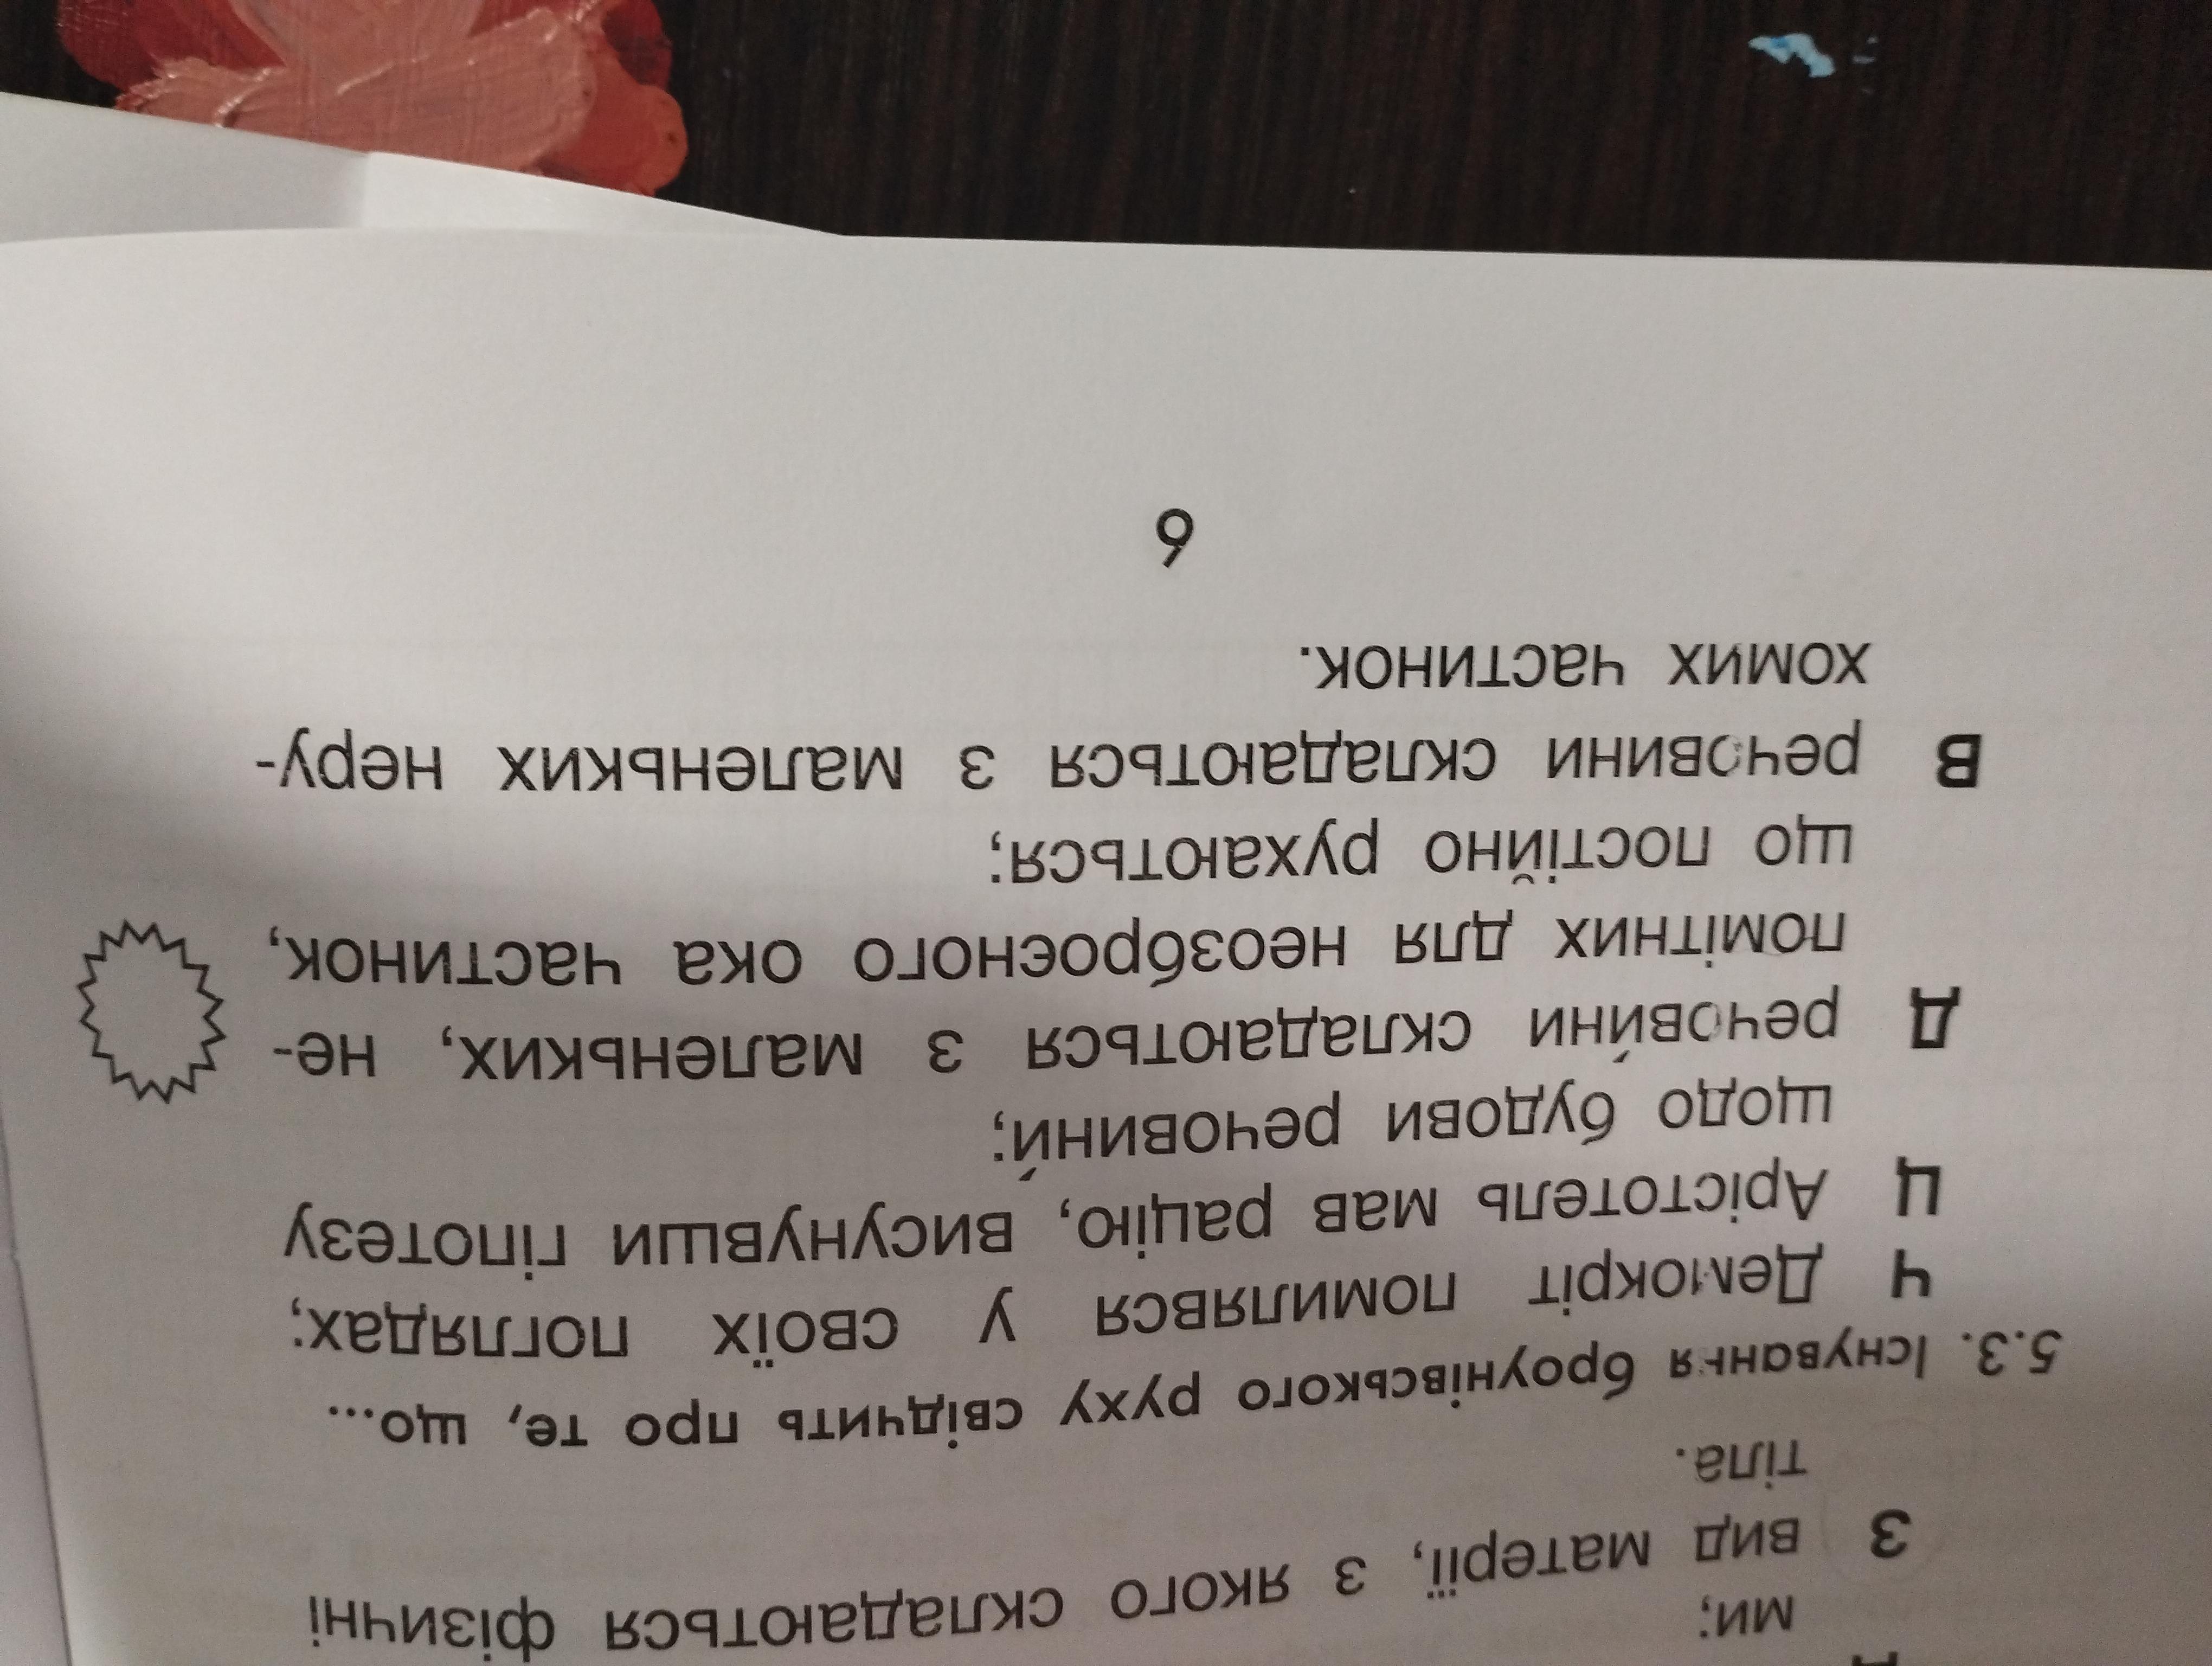 ми;
З вид матерії, з якого складаються фізичні
тіла.
5.3. Існування броунівського руху свідчить про те, що...
Ч Демокріт помилявся у своїх поглядах;
Ц Арістотель мав рацію, висунувши гіпотезу
щодо будови речовини;
Д речовини складаються з маленьких, не-
помітних для неозброєного ока частинок,
що постійно рухаються;
В речовини складаються з маленьких неру-
хомих частинок.
6